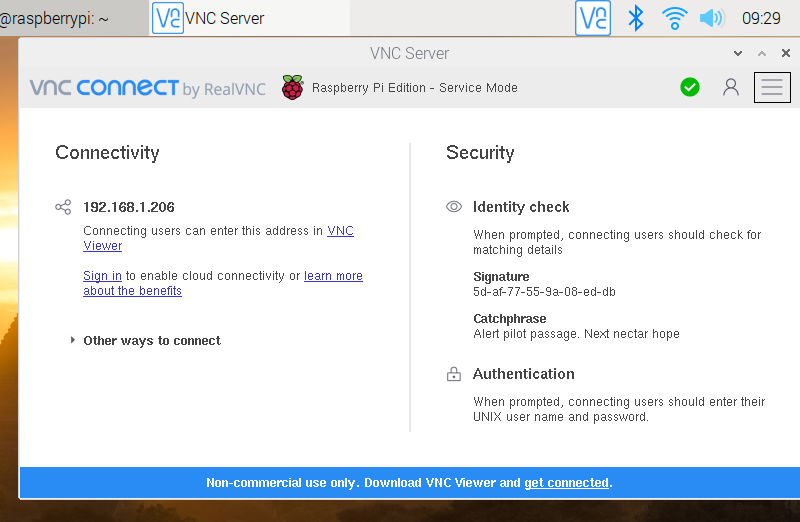 @raspberrypi: ~
VNC Server
09:29
VNC Server
VNC CONNECT by RealVNC
Raspberry Pi Edition - Service Mode
Connectivity
192.168.1.206
Connecting users can enter this address in VNC
Viewer
Sign in to enable cloud connectivity or learn more
about the benefits
Other ways to connect
Security
Identity check
When prompted, connecting users should check for
matching details
Signature
5d-af-77-55-9a-08-ed-db
Catchphrase
Alert pilot passage. Next nectar hope
Authentication
When prompted, connecting users should enter their
UNIX user name and password.
Non-commercial use only. Download VNC Viewer and get connected.